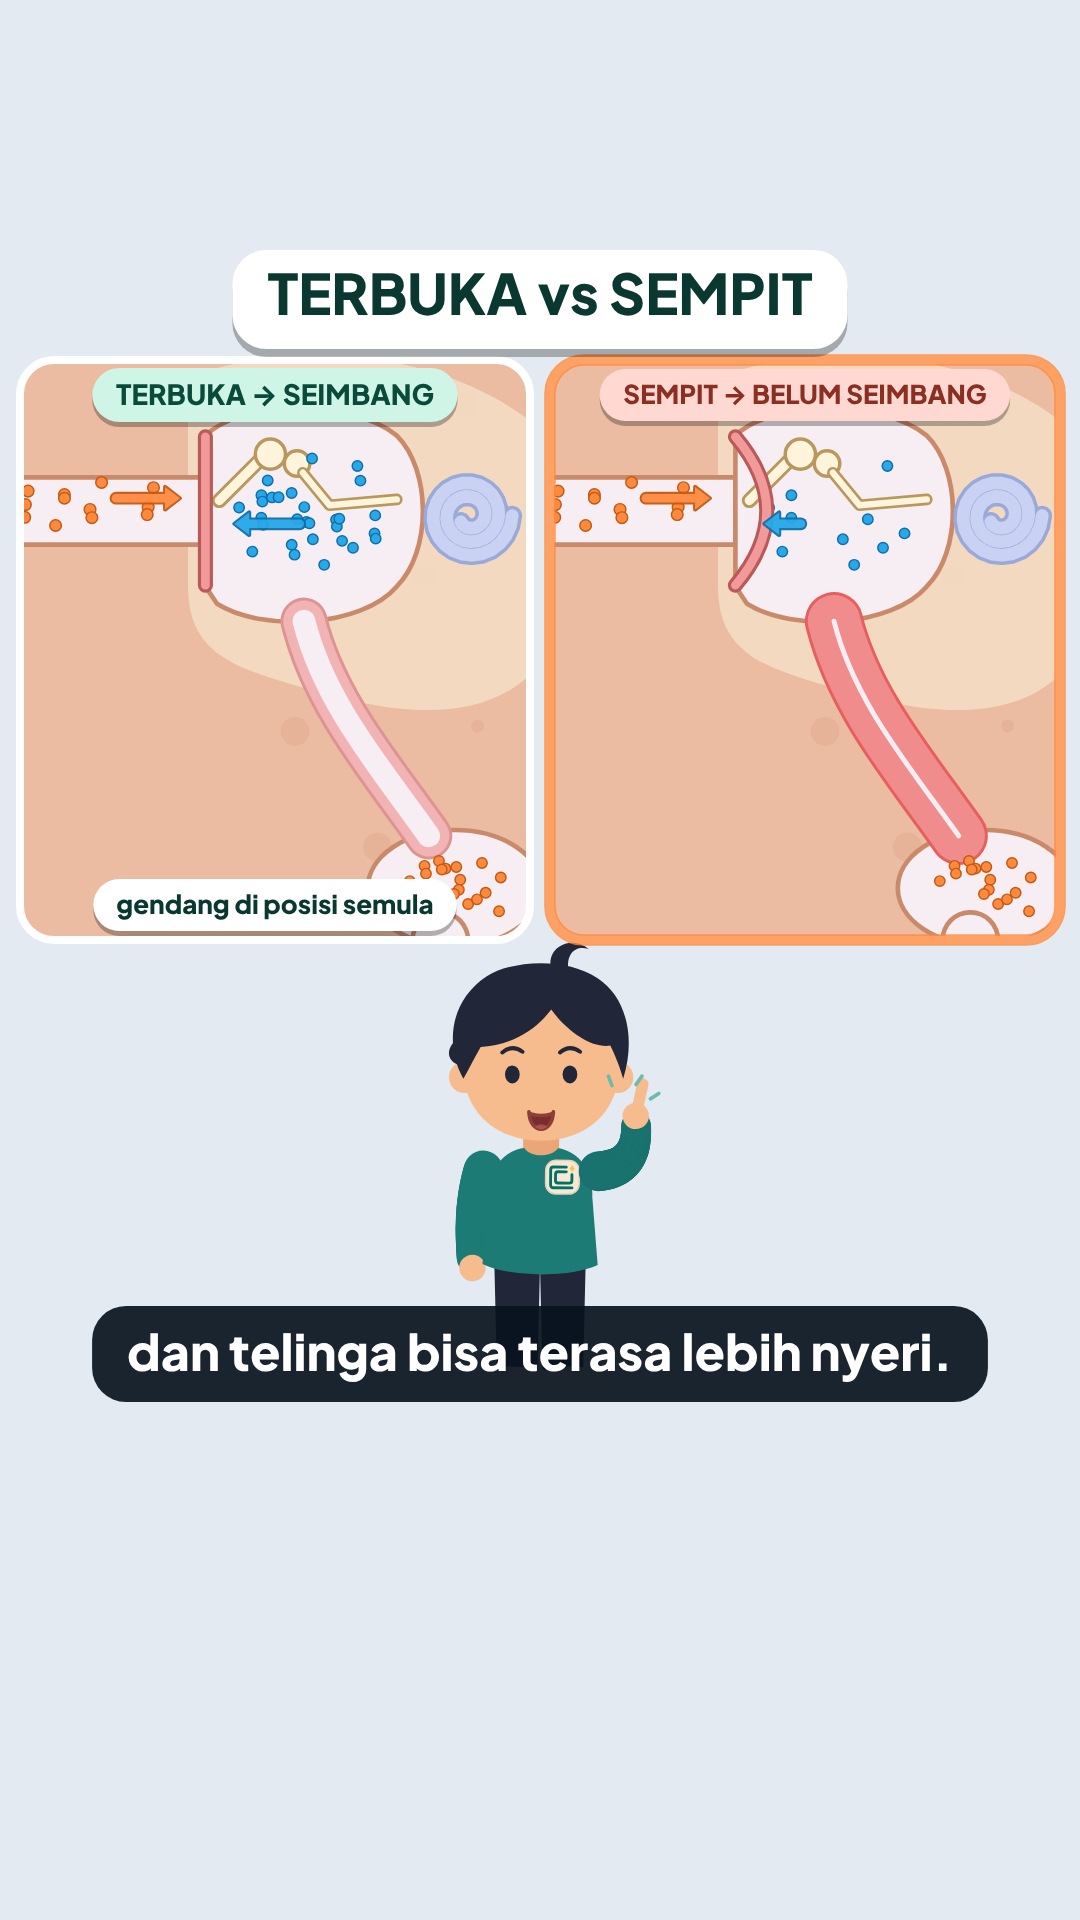 TERBUKA vs SEMPIT
TERBUKA → SEIMBANG
SEMPIT → BELUM SEIMBANG
gendang di posisi semula
dan telinga bisa terasa lebih nyeri.